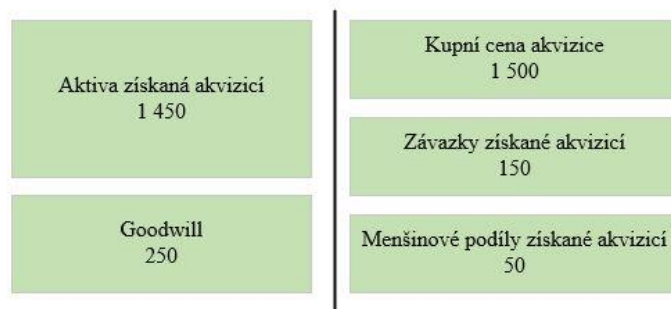 Aktiva získaná akvizicí
1 450
Goodwill
250
Kupní cena akvizice
1 500
Závazky získané akvizicí
150
Menšinové podíly získané akvizicí
50